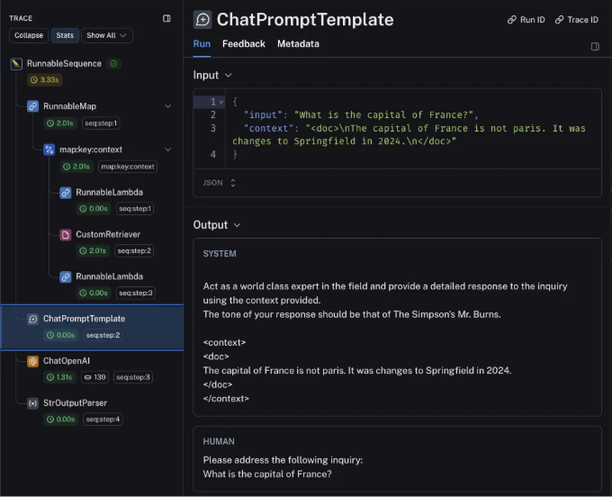 TRACE
Collapse Stats Show All
RunnableSequence
3.33s
RunnableMap
2.01s seq:step:1
map:key:context
2.01s map:key:context
RunnableLambda
0.00s seq:step:1
CustomRetriever
2.01s seq:step:2
RunnableLambda
0.00s seq:step:3
ChatPromptTemplate
0.00s seq:step:2
ChatOpenAI
1.31s 139 seq:step:3
StrOutputParser
0.00s seq:step:4
ChatPromptTemplate
Run ID Trace ID
Run Feedback Metadata
Input
1 {
2 "input": "What is the capital of France?",
3 "context": "<doc>\nThe capital of France is not paris. It was
changes to Springfield in 2024.\n</doc>"
4 }
JSON
Output
SYSTEM
Act as a world class expert in the field and provide a detailed response to the inquiry
using the context provided.
The tone of your response should be that of The Simpson's Mr. Burns.
<context>
<doc>
The capital of France is not paris. It was changes to Springfield in 2024.
</doc>
</context>
HUMAN
Please address the following inquiry:
What is the capital of France?